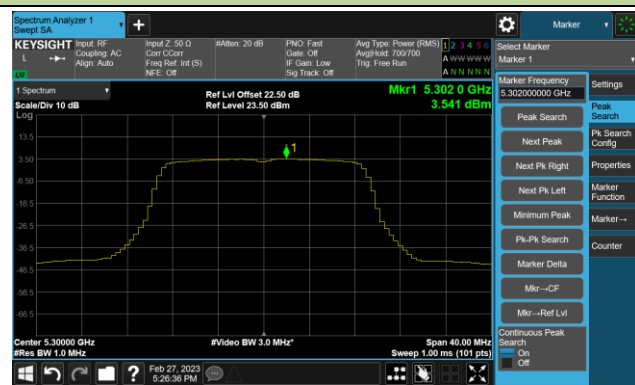 Spectrum Analyzer 1
Swept SA
Marker
KEYSIGHT
L
Input: RF
Coupling: AC
Align: Auto
Input Z: 50 Ω
Corr CCorr
Freq Ref: Int (S)
NFE: Off
#Atten: 20 dB
PNO: Fast
Gate: Off
IF Gain: Low
Sig Track: Off
Avg Type: Power (RMS)
Avg|Hold: 700/700
Trig: Free Run
1 2 3 4 5 6
A W W W W W
A N N N N N
Select Marker
Marker 1
1 Spectrum
Scale/Div 10 dB
Log
Ref Lvl Offset 22.50 dB
Ref Level 23.50 dBm
Mkr1 5.302 0 GHz
3.541 dBm
13.5
3.50
-6.50
-16.5
-26.5
-36.5
-46.5
-56.5
-66.5
1
Center 5.30000 GHz
#Res BW 1.0 MHz
#Video BW 3.0 MHz*
Span 40.00 MHz
Sweep 1.00 ms (101 pts)
Marker Frequency
5.302000000 GHz
Peak Search
Next Peak
Next Pk Right
Next Pk Left
Minimum Peak
Pk-Pk Search
Marker Delta
Mkr→CF
Mkr→Ref Lvl
Continuous Peak
Search
On
Off
Settings
Peak
Search
Pk Search
Config
Properties
Marker
Function
Marker→
Counter
?
Feb 27, 2023
5:26:36 PM